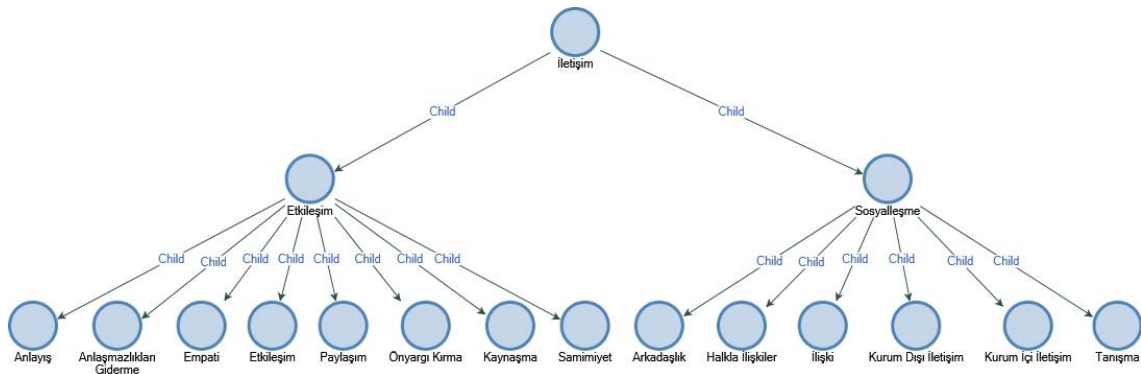 İletişim
Child
Child
Etkileşim
Sosyalleşme
Child
Child
Child
Child
Child
Child
Child
Child
Child
Child
Child
Child
Child
Child
Anlayış
Anlaşmazlıkları
Giderme
Empati
Etkileşim
Paylaşım
Önyargı Kırma
Kaynaşma
Samimiyet
Arkadaşlık
Halkla İlişkiler
İlişki
Kurum Dışı İletişim
Kurum İçi İletişim
Tanışma